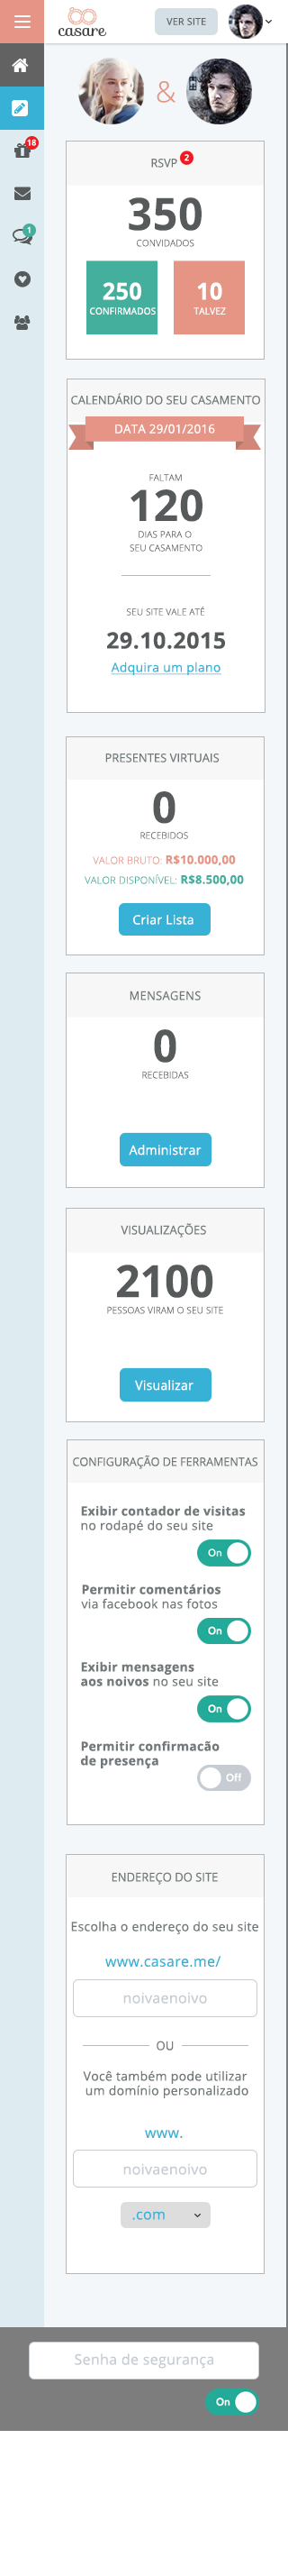 casare
VER SITE
18
1
&
RSVP 2
350
CONVIDADOS
250
CONFIRMADOS
10
TALVEZ
CALENDÁRIO DO SEU CASAMENTO
DATA 29/01/2016
FALTAM
120
DIAS PARA O
SEU CASAMENTO
SEU SITE VALE ATÉ
29.10.2015
Adquira um plano
PRESENTES VIRTUAIS
0
RECEBIDOS
VALOR BRUTO: R$10.000,00
VALOR DISPONÍVEL: R$8.500,00
Criar Lista
MENSAGENS
0
RECEBIDAS
Administrar
VISUALIZAÇÕES
2100
PESSOAS VIRAM O SEU SITE
Visualizar
CONFIGURAÇÃO DE FERRAMENTAS
Exibir contador de visitas
no rodapé do seu site
On
Permitir comentários
via facebook nas fotos
On
Exibir mensagens
aos noivos no seu site
On
Permitir confirmacão
de presença
Off
ENDEREÇO DO SITE
Escolha o endereço do seu site
www.casare.me/
noivaenoivo
OU
Você também pode utilizar
um domínio personalizado
www.
noivaenoivo
.com
Senha de segurança
On